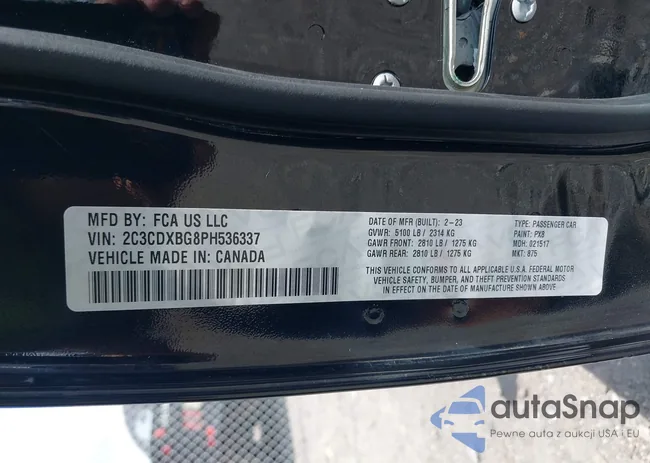 MFD BY: FCA US LLC
VIN: 2C3CDXBG8PH536337
VEHICLE MADE IN: CANADA
DATE OF MFR (BUILT): 2-23
GVWR: 5100 LB / 2314 KG
GAWR FRONT: 2810 LB / 1275 KG
GAWR REAR: 2810 LB / 1275 KG
TYPE: PASSENGER CAR
PAINT: PX8
MDH: 021517
MKT: 875
THIS VEHICLE CONFORMS TO ALL APPLICABLE U.S.A. FEDERAL MOTOR
VEHICLE SAFETY, BUMPER, AND THEFT PREVENTION STANDARDS
IN EFFECT ON THE DATE OF MANUFACTURE SHOWN ABOVE.
autaSnap
Pewne auta z aukcji USA i EU